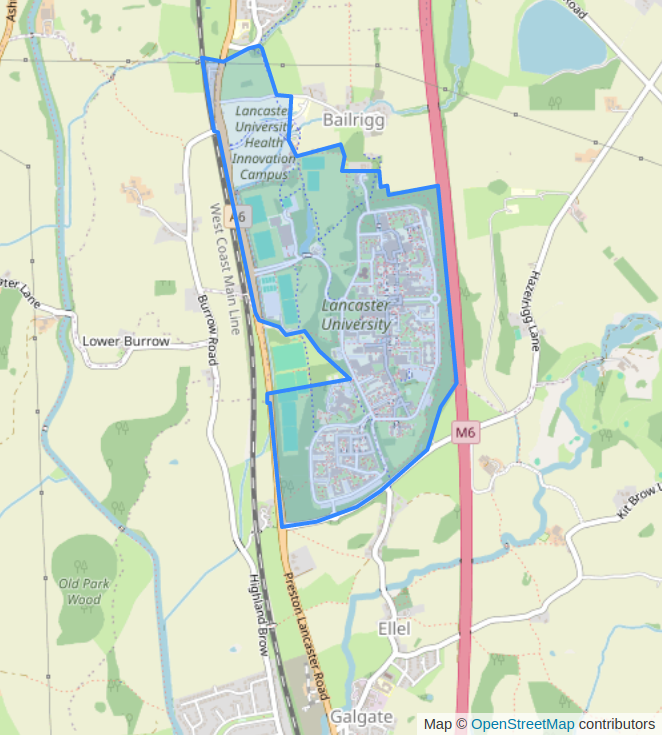 Ash
Road
Lancaster
University
Health
Innovation
Campus
Bailrigg
A6
West Coast Main Line
Hazelrigg Lane
ater Lane
Lancaster
University
Burrow Road
Lower Burrow
M6
Kit Brow L
Old Park
Wood
Highland Brow
Preston Lancaster Road
Ellel
Galgate
Map © OpenStreetMap contributors